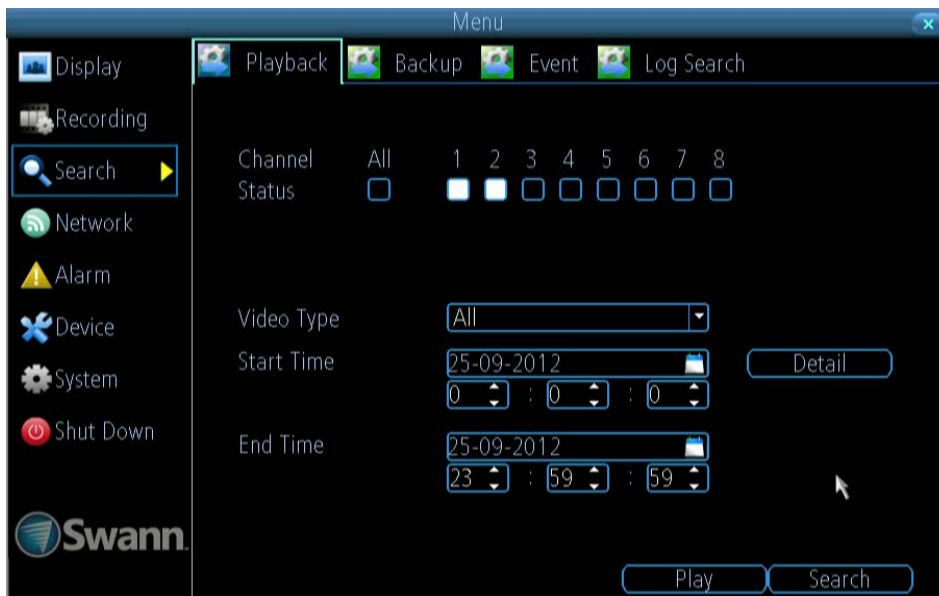 Menu
Display
Recording
Search
Network
Alarm
Device
System
Shut Down
Swann.
Playback Backup Event Log Search
Channel All 1 2 3 4 5 6 7 8
Status
Video Type All
Start Time 25-09-2012 Detail
0 : 0 : 0
End Time 25-09-2012
23 : 59 : 59
Play Search